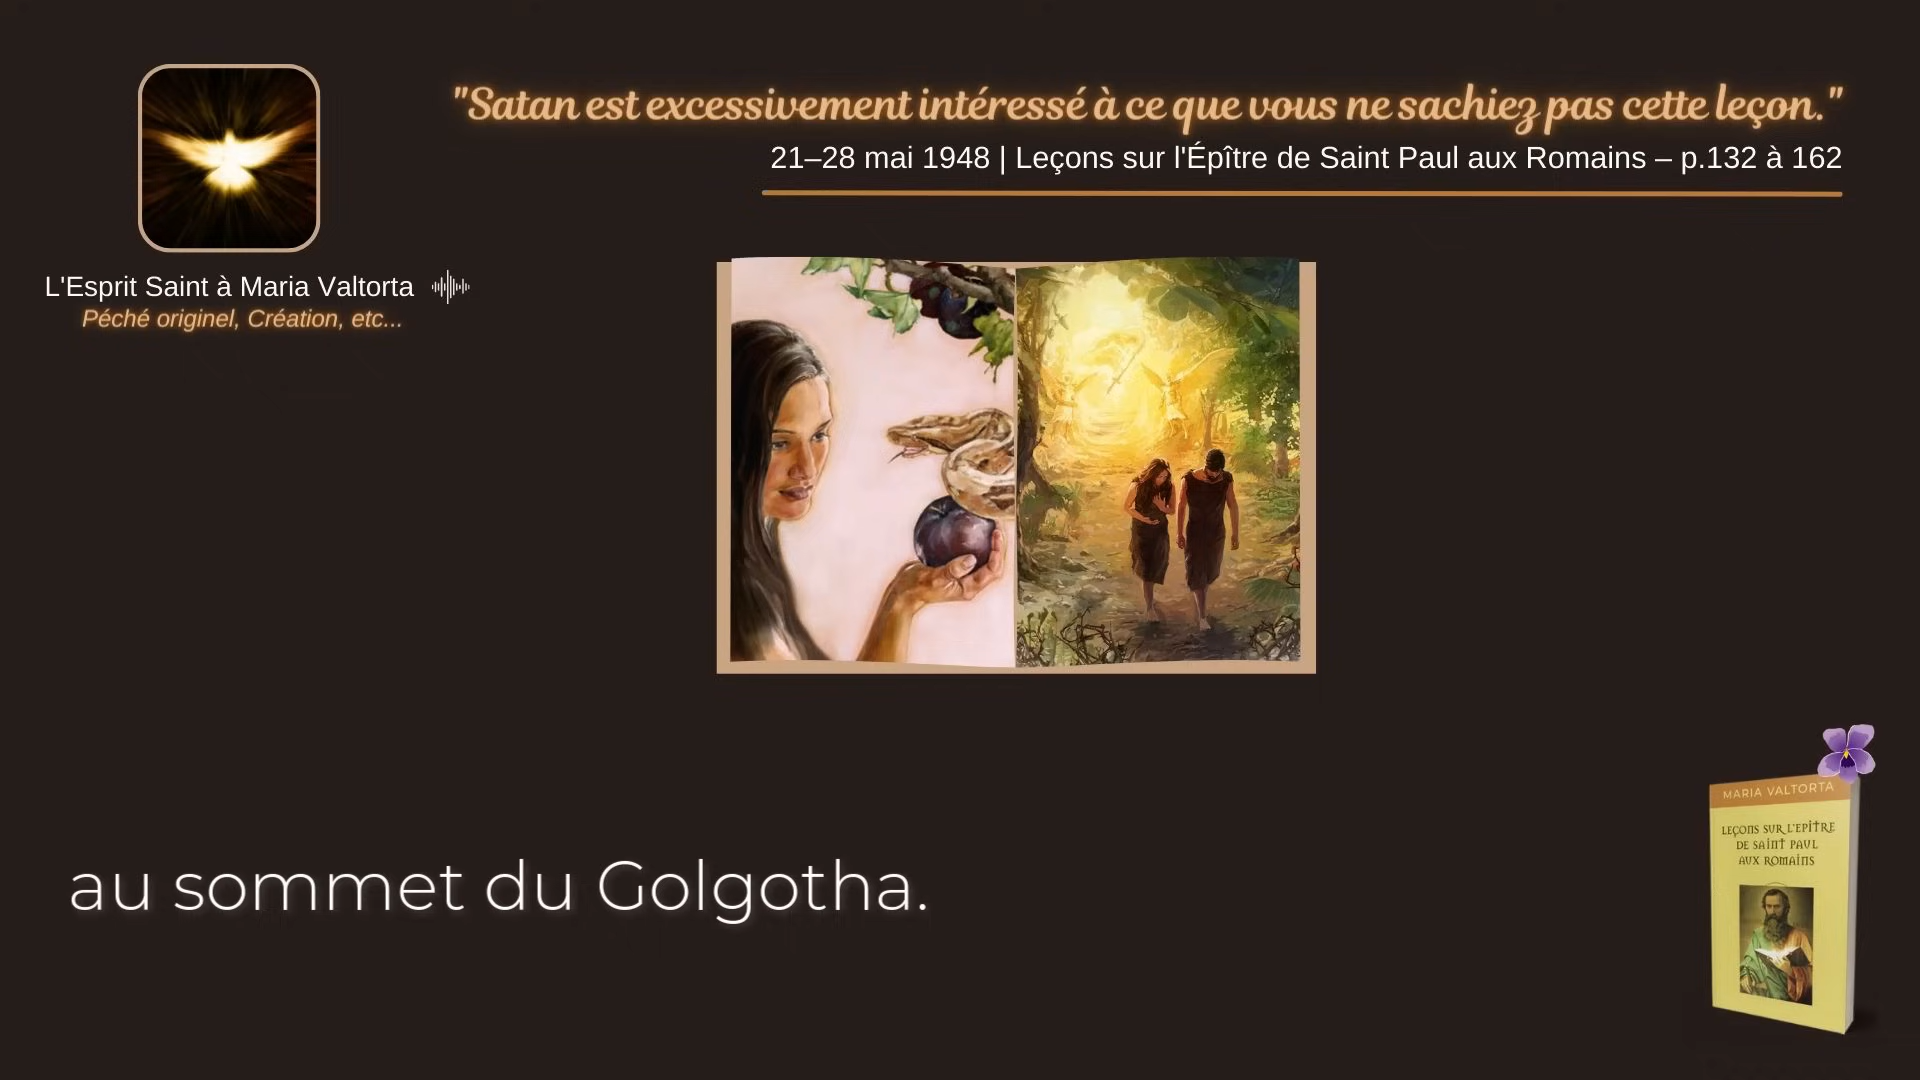 "Satan est excessivement intéressé à ce que vous ne sachiez pas cette leçon."
21–28 mai 1948 | Leçons sur l'Épître de Saint Paul aux Romains – p.132 à 162
L'Esprit Saint à Maria Valtorta
Péché originel, Création, etc...
au sommet du Golgotha.
MARIA VALTORTA
LEÇONS SUR L'EPÎTRE
DE SAINT PAUL
AUX ROMAINS